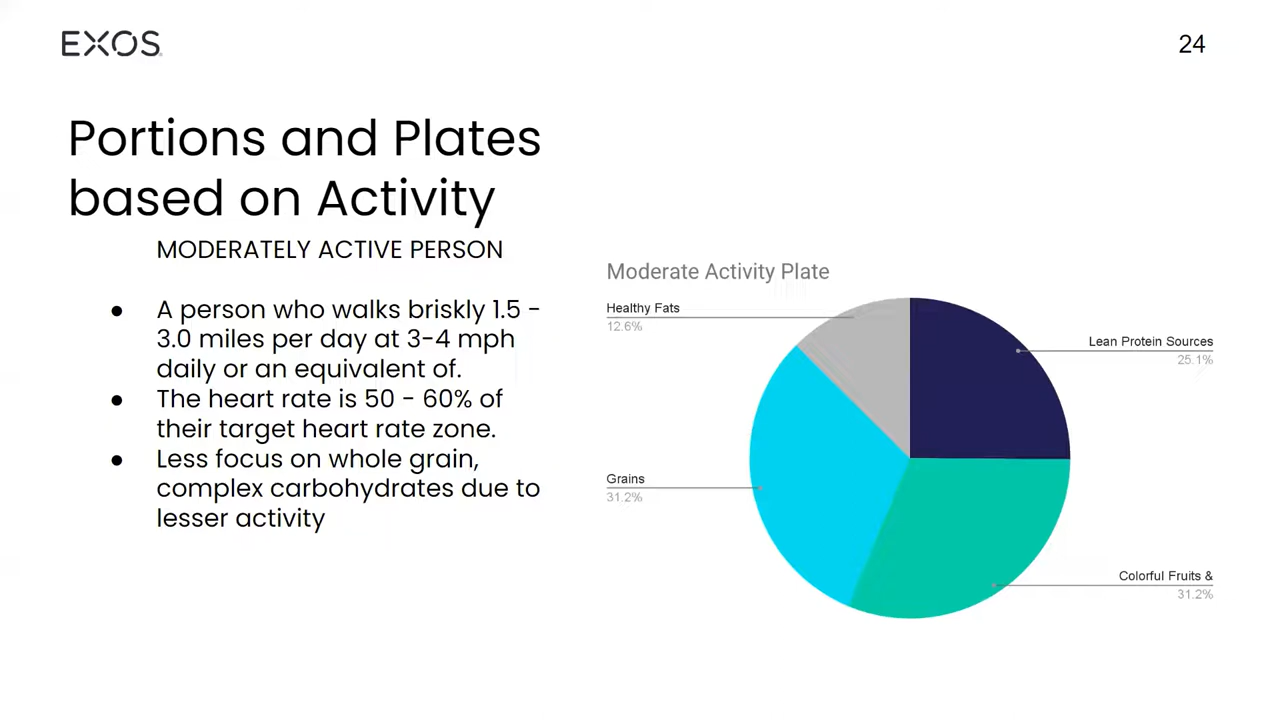 EXOS
24
Portions and Plates
based on Activity
MODERATELY ACTIVE PERSON
● A person who walks briskly 1.5 -
3.0 miles per day at 3-4 mph
daily or an equivalent of.
● The heart rate is 50 - 60% of
their target heart rate zone.
● Less focus on whole grain,
complex carbohydrates due to
lesser activity
Moderate Activity Plate
Healthy Fats
12.6%
Lean Protein Sources
25.1%
Grains
31.2%
Colorful Fruits &
31.2%